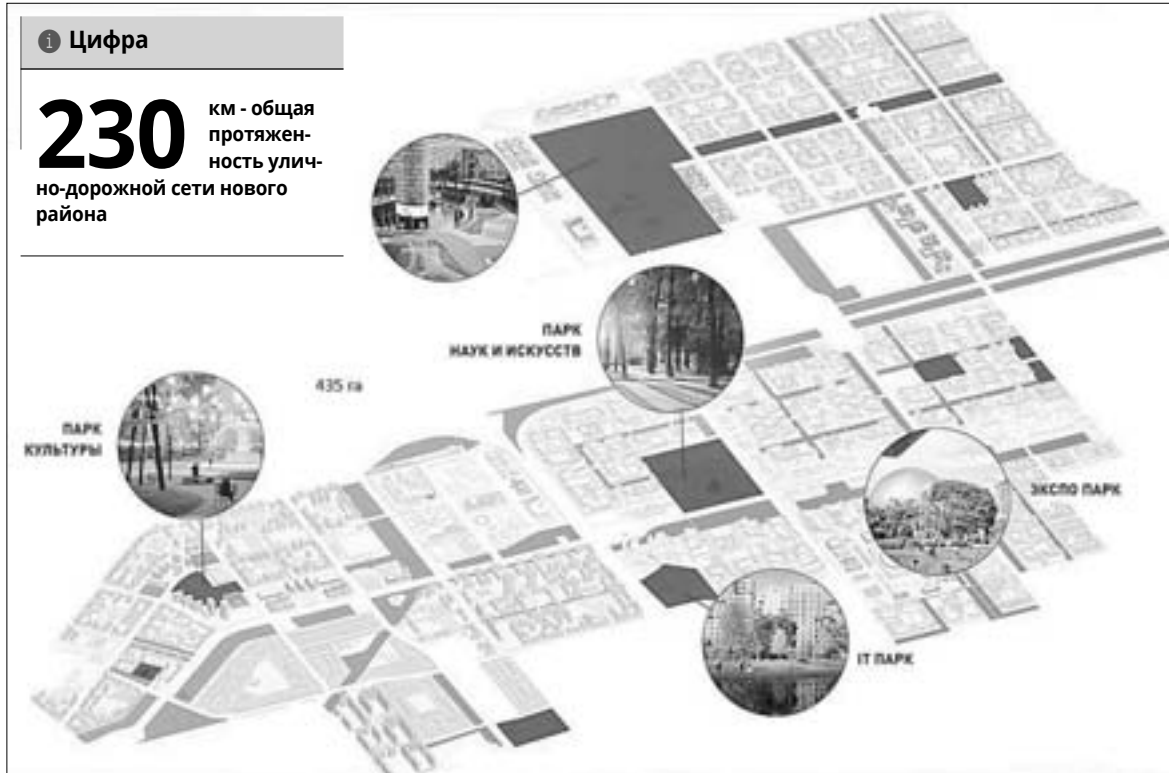 Цифра
230
км - общая
протяжен-
ность улич-
но-дорожной сети нового
района
ПАРК
НАУК И ИСКУССТВ
435 га
ПАРК
КУЛЬТУРЫ
ЭКСПО ПАРК
IT ПАРК